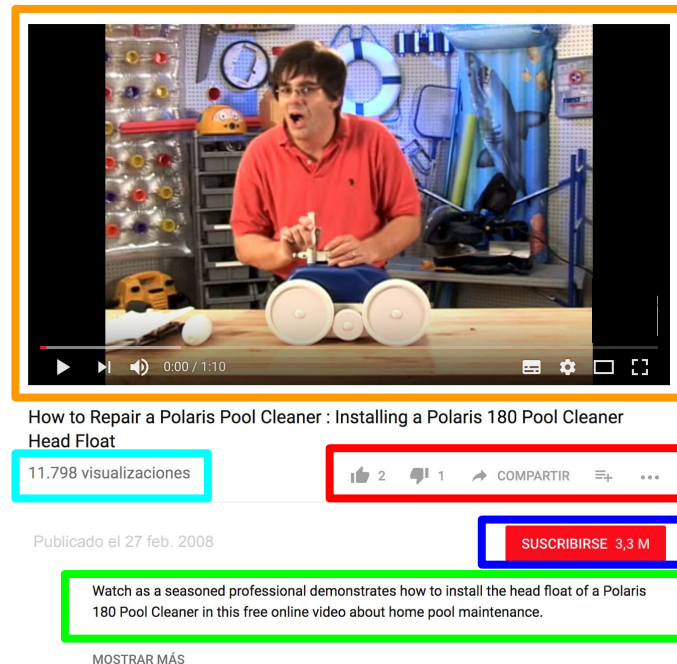 FIRST
0:00 / 1:10
How to Repair a Polaris Pool Cleaner : Installing a Polaris 180 Pool Cleaner
Head Float
11.798 visualizaciones
2 1 COMPARTIR
Publicado el 27 feb. 2008
SUSCRIBIRSE 3,3 M
Watch as a seasoned professional demonstrates how to install the head float of a Polaris
180 Pool Cleaner in this free online video about home pool maintenance.
MOSTRAR MÁS